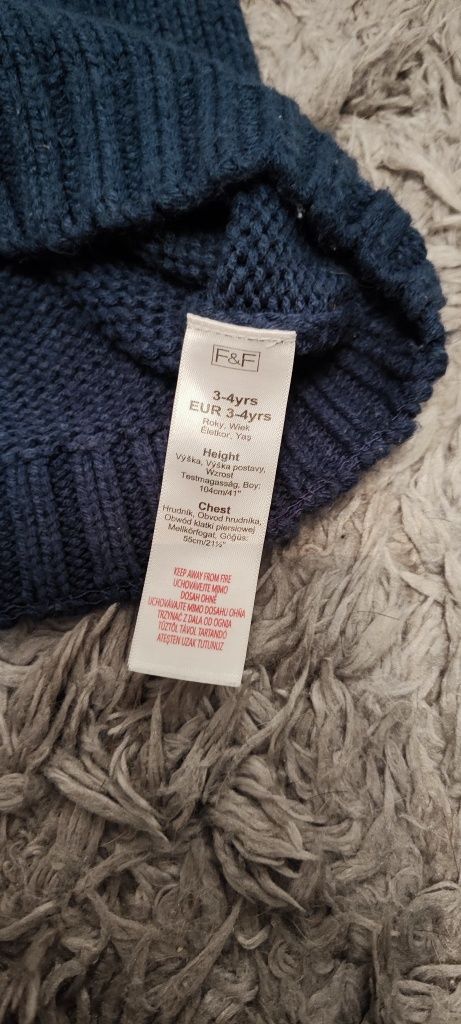 F&F
3-4yrs
EUR 3-4yrs
Roky, Wiek
Életkor, Yaş
Height
Výška, Výška postavy,
Wzrost
Testmagasság, Boy:
104cm/41"
Chest
Hrudník, Obvod hrudníka,
Obwód klatki piersiowej
Mellkörfogat, Göğüs:
55cm/21½"
KEEP AWAY FROM FIRE
UCHOVÁVEJTE MIMO
DOSAH OHNĚ
UCHOVÁVAJTE MIMO DOSAHU OHŇA
TRZYMAĆ Z DALA OD OGNIA
TŰZTŐL TÁVOL TARTANDÓ
ATEŞTEN UZAK TUTUNUZ